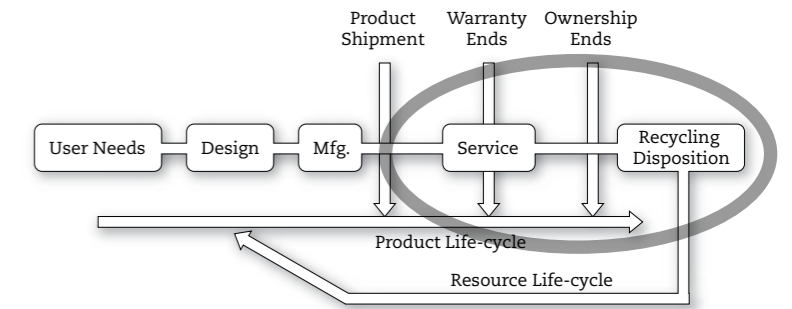 Product
Shipment
Warranty
Ends
Ownership
Ends
User Needs
Design
Mfg.
Service
Recycling
Disposition
Product Life-cycle
Resource Life-cycle